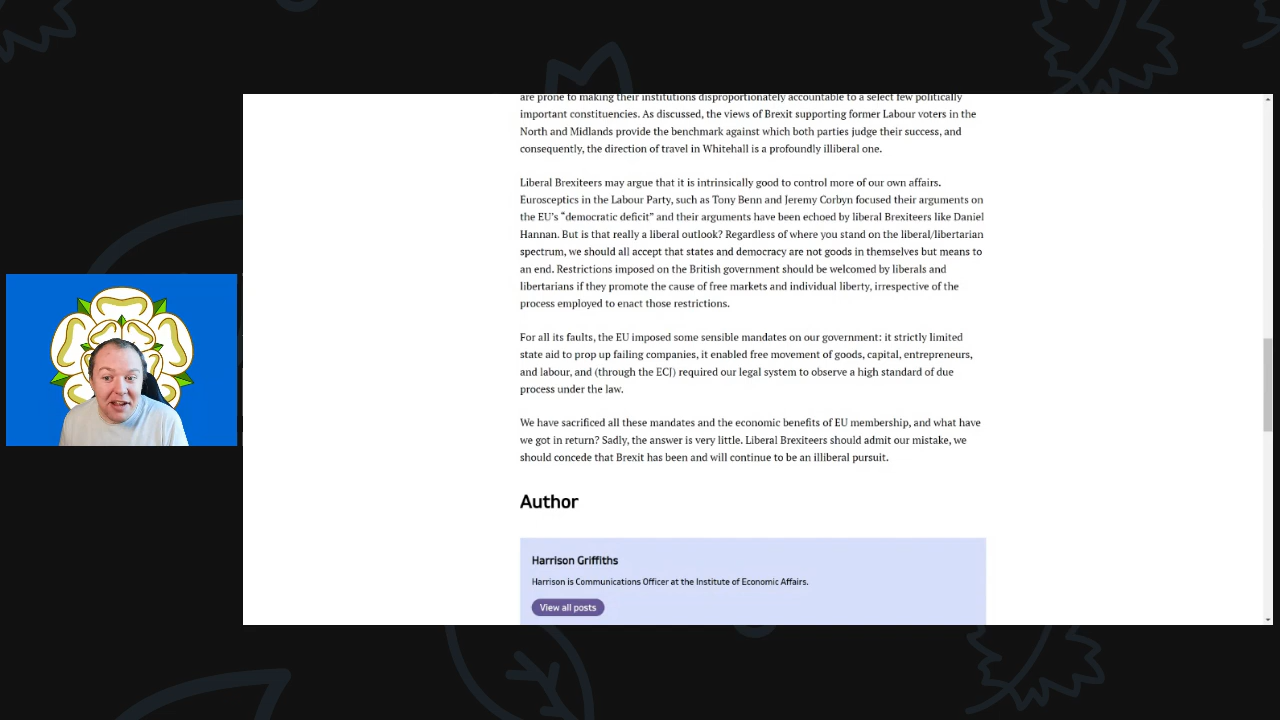 are prone to making their institutions disproportionately accountable to a select few politically
important constituencies. As discussed, the views of Brexit supporting former Labour voters in the
North and Midlands provide the benchmark against which both parties judge their success, and
consequently, the direction of travel in Whitehall is a profoundly illiberal one.
Liberal Brexiteers may argue that it is intrinsically good to control more of our own affairs.
Eurosceptics in the Labour Party, such as Tony Benn and Jeremy Corbyn focused their arguments on
the EU’s “democratic deficit” and their arguments have been echoed by liberal Brexiteers like Daniel
Hannan. But is that really a liberal outlook? Regardless of where you stand on the liberal/libertarian
spectrum, we should all accept that states and democracy are not goods in themselves but means to
an end. Restrictions imposed on the British government should be welcomed by liberals and
libertarians if they promote the cause of free markets and individual liberty, irrespective of the
process employed to enact those restrictions.
For all its faults, the EU imposed some sensible mandates on our government: it strictly limited
state aid to prop up failing companies, it enabled free movement of goods, capital, entrepreneurs,
and labour, and (through the ECJ) required our legal system to observe a high standard of due
process under the law.
We have sacrificed all these mandates and the economic benefits of EU membership, and what have
we got in return? Sadly, the answer is very little. Liberal Brexiteers should admit our mistake, we
should concede that Brexit has been and will continue to be an illiberal pursuit.
Author
Harrison Griffiths
Harrison is Communications Officer at the Institute of Economic Affairs.
View all posts